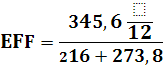 EFF = 345,6 ⬚/12
216 + 273,8